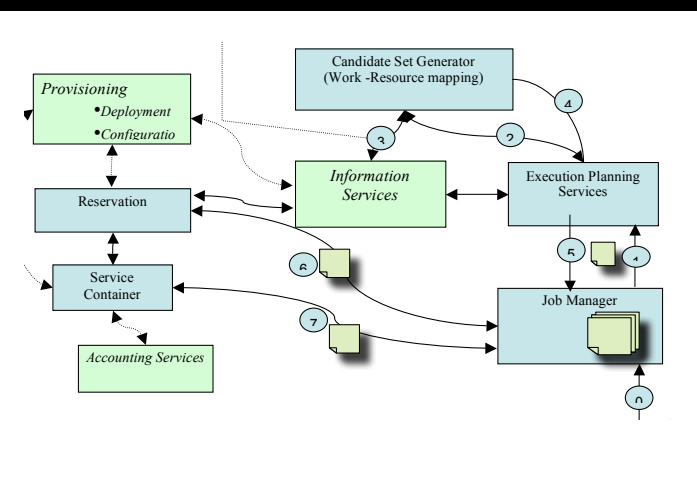 Candidate Set Generator
(Work -Resource mapping)
4
Provisioning
•Deployment
•Configuratio
3
2
Information
Services
Execution Planning
Services
Reservation
5
1
6
Service
Container
Job Manager
7
Accounting Services
0